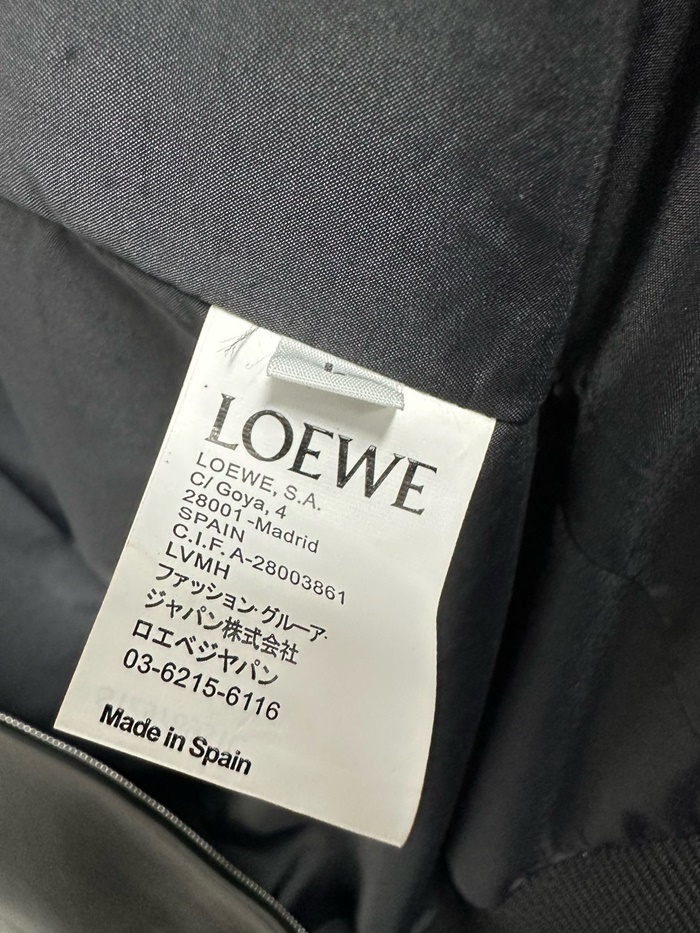 LOEWE
LOEWE, S.A.
C/ Goya, 4
28001-Madrid
SPAIN
C.I.F. A-28003861
LVMH
ファッション·グルーア·
ジャパン株式会社
ロエベジャパン
03-6215-6116
Made in Spain